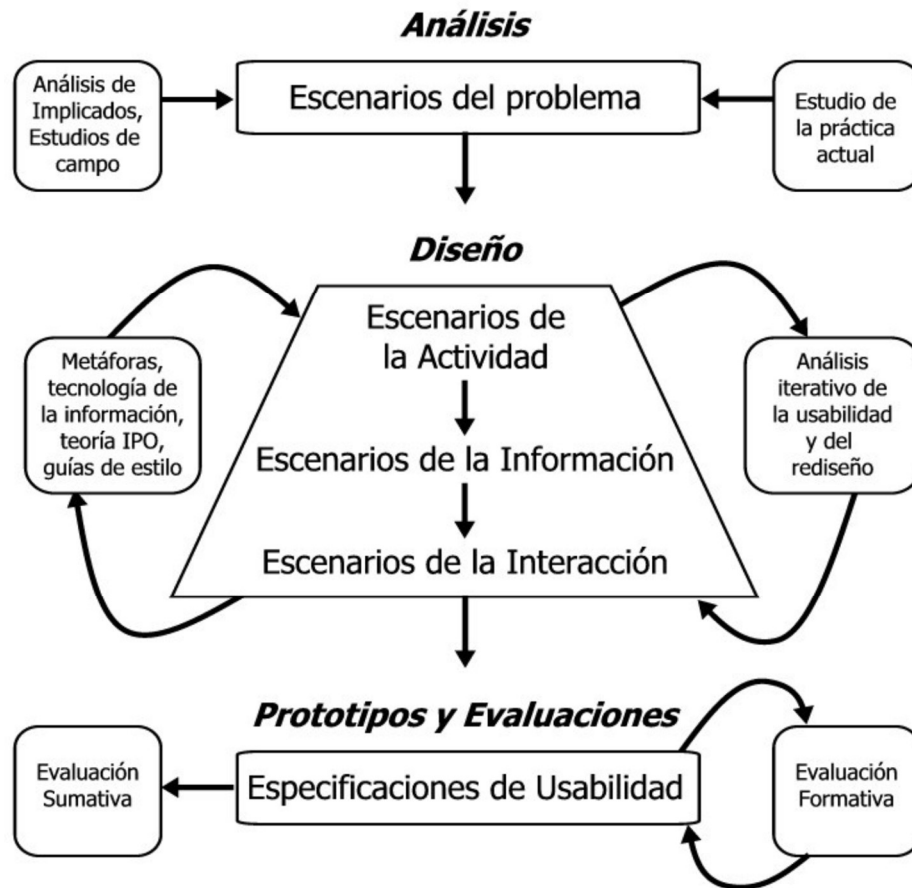 Análisis
Análisis de
Implicados,
Estudios de
campo
Escenarios del problema
Estudio de
la práctica
actual
Diseño
Metáforas,
tecnología de
la información,
teoría IPO,
guías de estilo
Escenarios de
la Actividad
Escenarios de la Información
Escenarios de la Interacción
Análisis
iterativo de
la usabilidad
y del
rediseño
Prototipos y Evaluaciones
Evaluación
Sumativa
Especificaciones de Usabilidad
Evaluación
Formativa